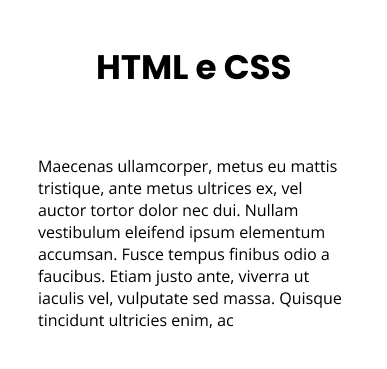 HTML e CSS
Maecenas ullamcorper, metus eu mattis
tristique, ante metus ultrices ex, vel
auctor tortor dolor nec dui. Nullam
vestibulum eleifend ipsum elementum
accumsan. Fusce tempus finibus odio a
faucibus. Etiam justo ante, viverra ut
iaculis vel, vulputate sed massa. Quisque
tincidunt ultricies enim, ac